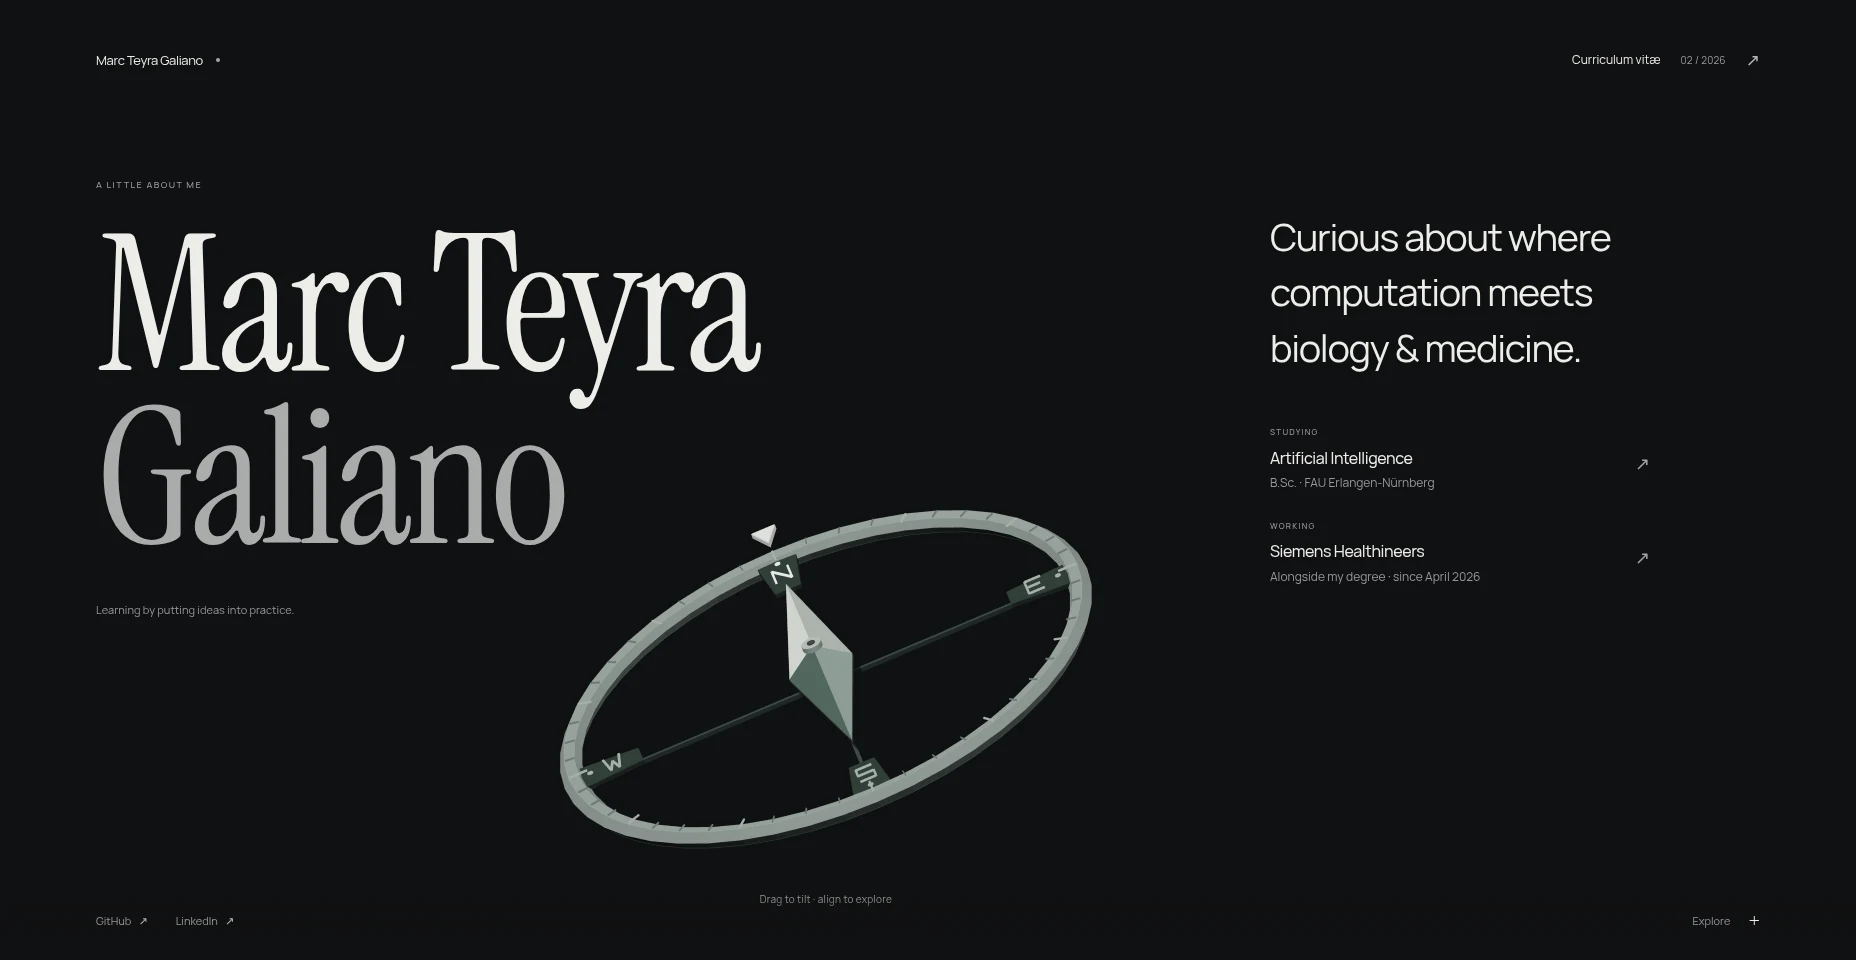 Marc Teyra Galiano
Curriculum vitæ 02 / 2026 ↗
A LITTLE ABOUT ME
Marc Teyra
Galiano
Learning by putting ideas into practice.
Curious about where
computation meets
biology & medicine.
STUDYING
Artificial Intelligence ↗
B.Sc. · FAU Erlangen-Nürnberg
WORKING
Siemens Healthineers ↗
Alongside my degree · since April 2026
N
E
W
S
Drag to tilt · align to explore
GitHub ↗ LinkedIn ↗
Explore +